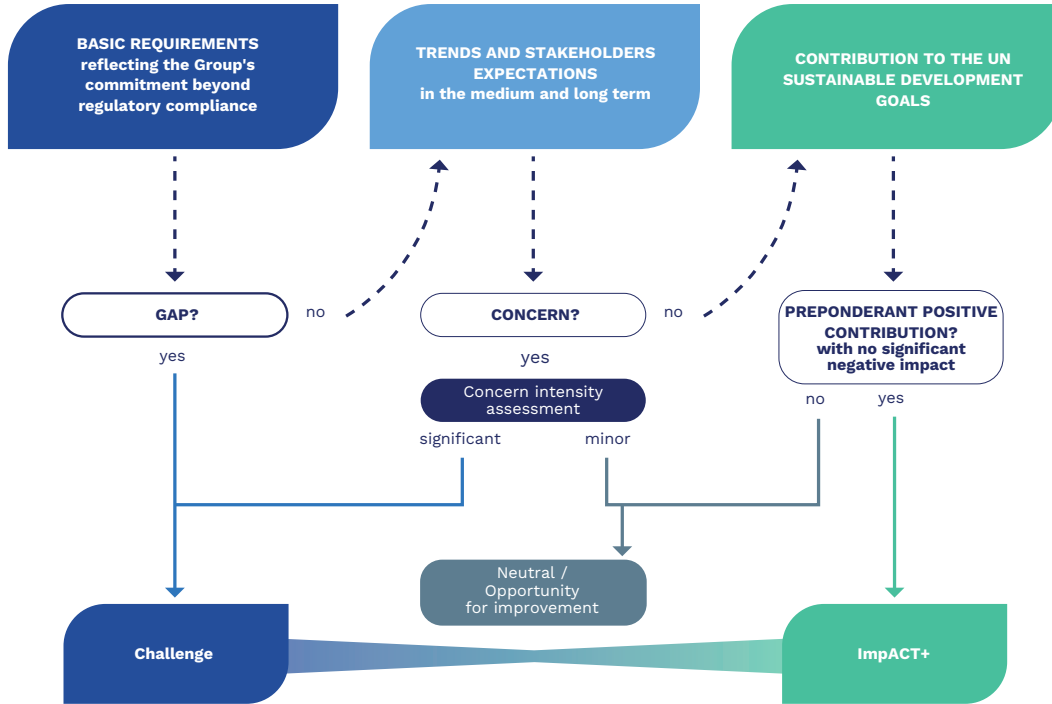 BASIC REQUIREMENTS
reflecting the Group's
commitment beyond
regulatory compliance
TRENDS AND STAKEHOLDERS
EXPECTATIONS
in the medium and long term
CONTRIBUTION TO THE UN
SUSTAINABLE DEVELOPMENT
GOALS
GAP?
no
CONCERN?
no
PREPONDERANT POSITIVE
CONTRIBUTION?
with no significant
negative impact
yes
yes
Concern intensity
assessment
significant
minor
no
yes
Neutral /
Opportunity
for improvement
Challenge
ImpACT+